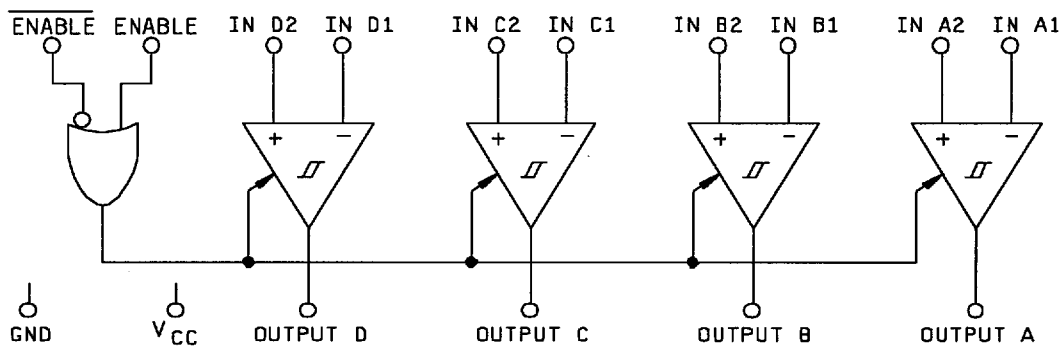 ENABLE ENABLE IN D2 IN D1 IN C2 IN C1 IN B2 IN B1 IN A2 IN A1
+ − + − + − + −
GND VCC OUTPUT D OUTPUT C OUTPUT B OUTPUT A